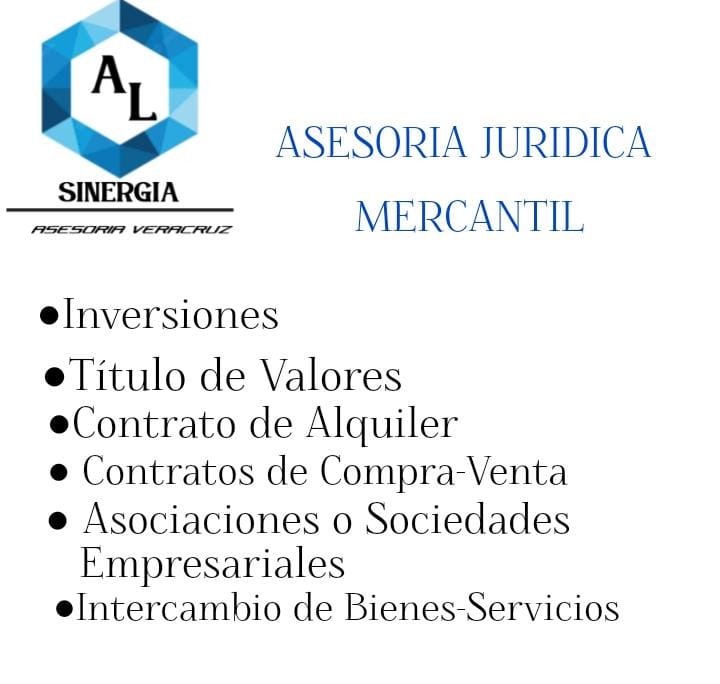 AL
SINERGIA
ASESORIA VERACRUZ
ASESORIA JURIDICA
MERCANTIL
●Inversiones
●Título de Valores
●Contrato de Alquiler
● Contratos de Compra-Venta
● Asociaciones o Sociedades
Empresariales
●Intercambio de Bienes-Servicios